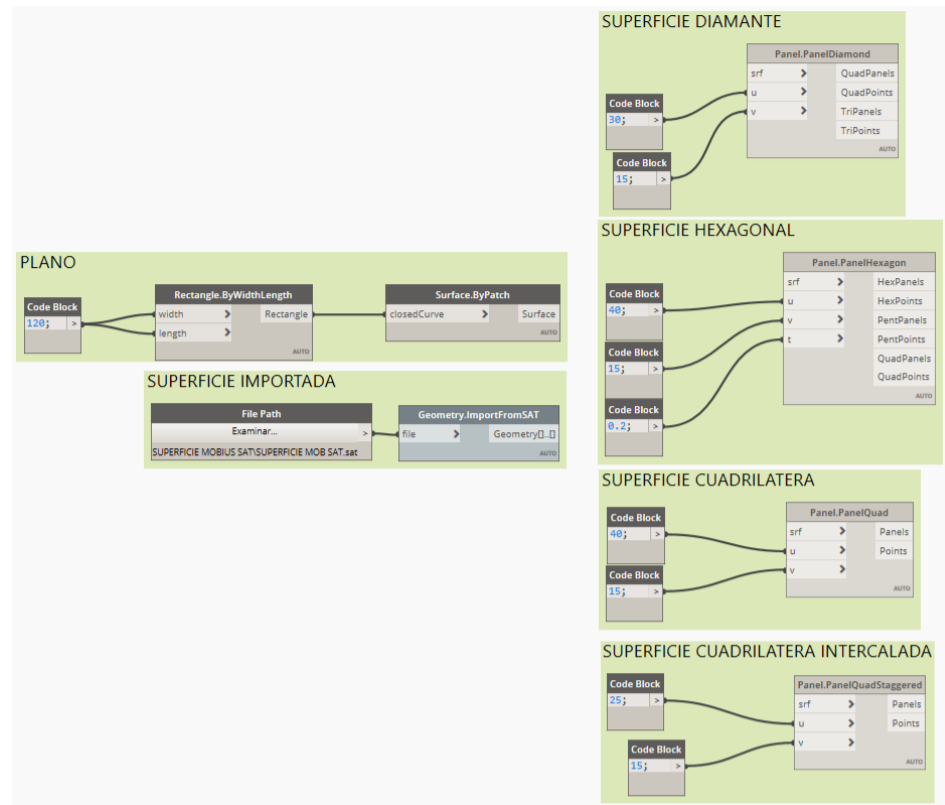 SUPERFICIE DIAMANTE
Panel.PanelDiamond
srf > QuadPanels
u > QuadPoints
v > TriPanels
TriPoints
AUTO
Code Block
30; >
Code Block
15; >
SUPERFICIE HEXAGONAL
Panel.PanelHexagon
srf > HexPanels
u > HexPoints
v > PentPanels
t > PentPoints
QuadPanels
QuadPoints
AUTO
Code Block
40; >
Code Block
15; >
Code Block
0.2; >
PLANO
Code Block
120; >
Rectangle.ByWidthLength
width > Rectangle
length >
AUTO
Surface.ByPatch
closedCurve > Surface
AUTO
SUPERFICIE IMPORTADA
File Path
Examinar... >
SUPERFICIE MOBIUS SAT\SUPERFICIE MOB SAT.sat
Geometry.ImportFromSAT
file > Geometry[]..[]
AUTO
SUPERFICIE CUADRILATERA
Panel.PanelQuad
srf > Panels
u > Points
v >
AUTO
Code Block
40; >
Code Block
15; >
SUPERFICIE CUADRILATERA INTERCALADA
Panel.PanelQuadStaggered
srf > Panels
u > Points
v >
AUTO
Code Block
25; >
Code Block
15; >